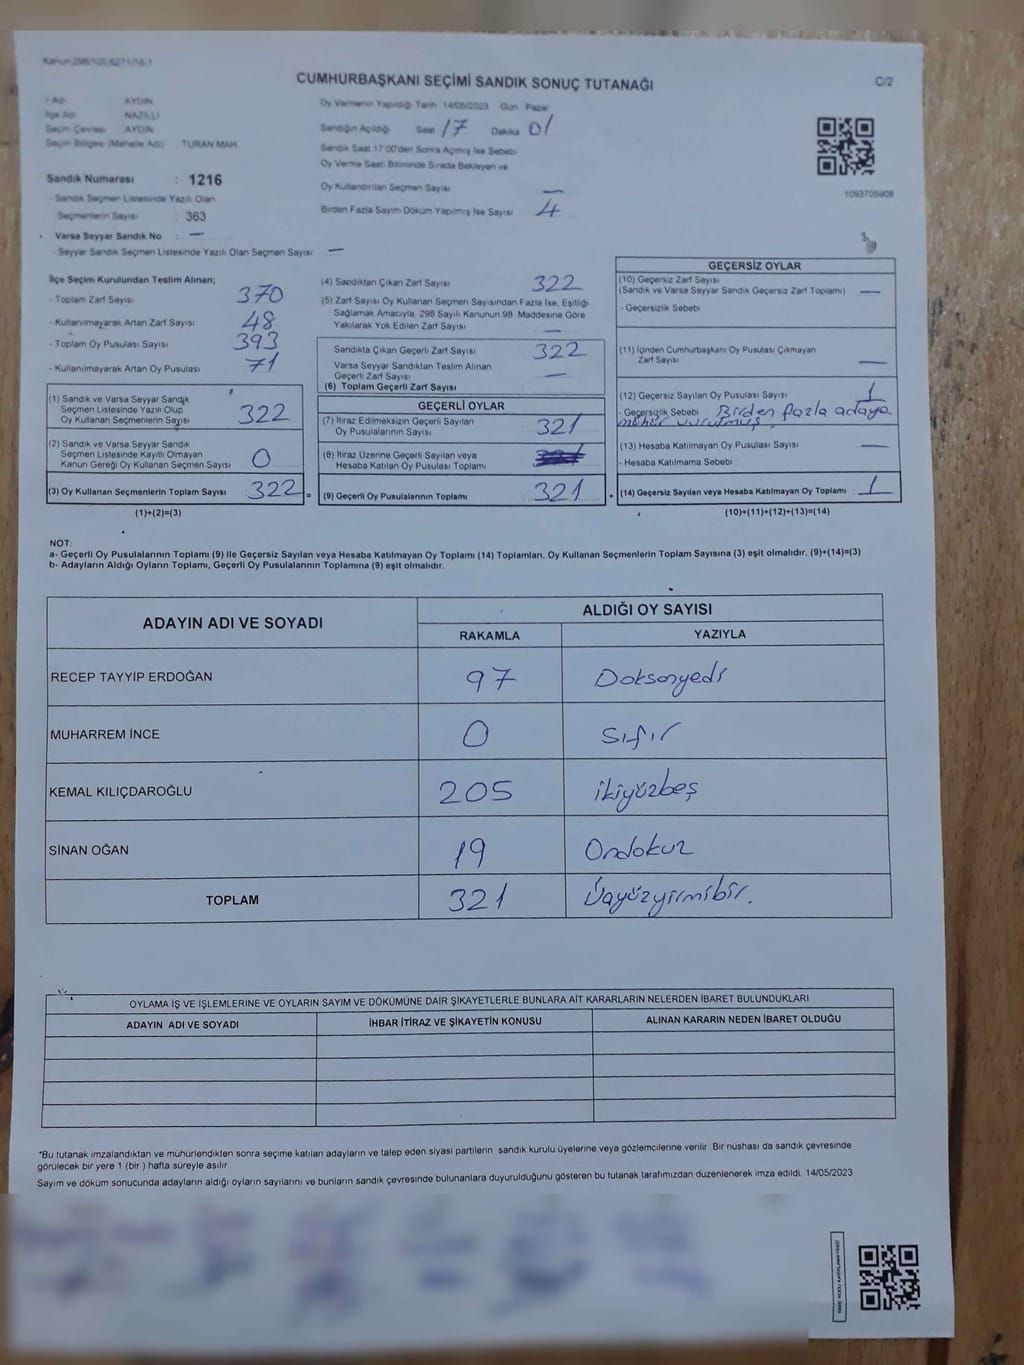 Kanun:298/105,6271/18-1
CUMHURBAŞKANI SEÇİMİ SANDIK SONUÇ TUTANAĞI
C/2
İl Adı AYDIN
İlçe Adı NAZİLLİ
Seçim Çevresi AYDIN
Seçim Bölgesi (Mahalle Adı) TURAN MAH.
Sandık Numarası : 1216
- Sandık Seçmen Listesinde Yazılı Olan
Seçmenlerin Sayısı : 363
Varsa Seyyar Sandık No : —
- Seyyar Sandık Seçmen Listesinde Yazılı Olan Seçmen Sayısı : —
Oy Vermenin Yapıldığı Tarih 14/05/2023 Gün Pazar
Sandığın Açıldığı Saat 17 Dakika 01
Sandık Saat 17:00'den Sonra Açımış İse Sebebi
Oy Verme Saati Bitiminde Sırada Bekleyen ve
Oy Kullandırılan Seçmen Sayısı —
Birden Fazla Sayım Döküm Yapılmış İse Sayısı 4
1093705908
İlçe Seçim Kurulundan Teslim Alınan;
- Toplam Zarf Sayısı 370
- Kullanılmayarak Artan Zarf Sayısı 48
- Toplam Oy Pusulası Sayısı 393
- Kullanılmayarak Artan Oy Pusulası 71
(1) Sandık ve Varsa Seyyar Sandık
Seçmen Listesinde Yazılı Olup
Oy Kullanan Seçmenlerin Sayısı 322
(2) Sandık ve Varsa Seyyar Sandık
Seçmen Listesinde Kayıtlı Olmayan
Kanun Gereği Oy Kullanan Seçmen Sayısı 0
(3) Oy Kullanan Seçmenlerin Toplam Sayısı : 322 =
(1)+(2)=(3)
(4) Sandıktan Çıkan Zarf Sayısı 322
(5) Zarf Sayısı Oy Kullanan Seçmen Sayısından Fazla İse, Eşitliği
Sağlamak Amacıyla, 298 Sayılı Kanunun 98. Maddesine Göre
Yakılarak Yok Edilen Zarf Sayısı —
Sandıkta Çıkan Geçerli Zarf Sayısı 322
Varsa Seyyar Sandıktan Teslim Alınan
Geçerli Zarf Sayısı —
(6) Toplam Geçerli Zarf Sayısı :
GEÇERLİ OYLAR
(7) İtiraz Edilmeksizin Geçerli Sayılan
Oy Pusulalarının Sayısı 321
(8) İtiraz Üzerine Geçerli Sayılan veya
Hesaba Katılan Oy Pusulası Toplamı
(9) Geçerli Oy Pusulalarının Toplamı 321 +
GEÇERSİZ OYLAR
(10) Geçersiz Zarf Sayısı
(Sandık ve Varsa Seyyar Sandık Geçersiz Zarf Toplamı) —
- Geçersizlik Sebebi
(11) İçinden Cumhurbaşkanı Oy Pusulası Çıkmayan
Zarf Sayısı —
(12) Geçersiz Sayılan Oy Pusulası Sayısı 1
- Geçersizlik Sebebi Birden fazla adaya
mühür vurulmuş.
(13) Hesaba Katılmayan Oy Pusulası Sayısı —
- Hesaba Katılmama Sebebi
(14) Geçersiz Sayılan veya Hesaba Katılmayan Oy Toplamı : 1
(10)+(11)+(12)+(13)=(14)
NOT:
a- Geçerli Oy Pusulalarının Toplamı (9) ile Geçersiz Sayılan veya Hesaba Katılmayan Oy Toplamı (14) Toplamları, Oy Kullanan Seçmenlerin Toplam Sayısına (3) eşit olmalıdır. (9)+(14)=(3)
b- Adayların Aldığı Oyların Toplamı, Geçerli Oy Pusulalarının Toplamına (9) eşit olmalıdır.
ADAYIN ADI VE SOYADI
ALDIĞI OY SAYISI
RAKAMLA YAZIYLA
RECEP TAYYİP ERDOĞAN 97 Doksanyedi
MUHARREM İNCE 0 Sıfır
KEMAL KILIÇDAROĞLU 205 ikiyüzbeş
SİNAN OĞAN 19 Ondokuz
TOPLAM 321 Üçyüzyirmibir.
OYLAMA İŞ VE İŞLEMLERİNE VE OYLARIN SAYIM VE DÖKÜMÜNE DAİR ŞİKAYETLERLE BUNLARA AİT KARARLARIN NELERDEN İBARET BULUNDUKLARI
ADAYIN ADI VE SOYADI İHBAR İTİRAZ VE ŞİKAYETİN KONUSU ALINAN KARARIN NEDEN İBARET OLDUĞU
*Bu tutanak imzalandıktan ve mühürlendikten sonra seçime katılan adayların ve talep eden siyasi partilerin sandık kurulu üyelerine veya gözlemcilerine verilir. Bir nüshası da sandık çevresinde
görülecek bir yere 1 (bir) hafta süreyle asılır
Sayım ve döküm sonucunda adayların aldığı oyların sayılarını ve bunların sandık çevresinde bulunanlara duyurulduğunu gösteren bu tutanak tarafımızdan düzenlenerek imza edildi. 14/05/2023